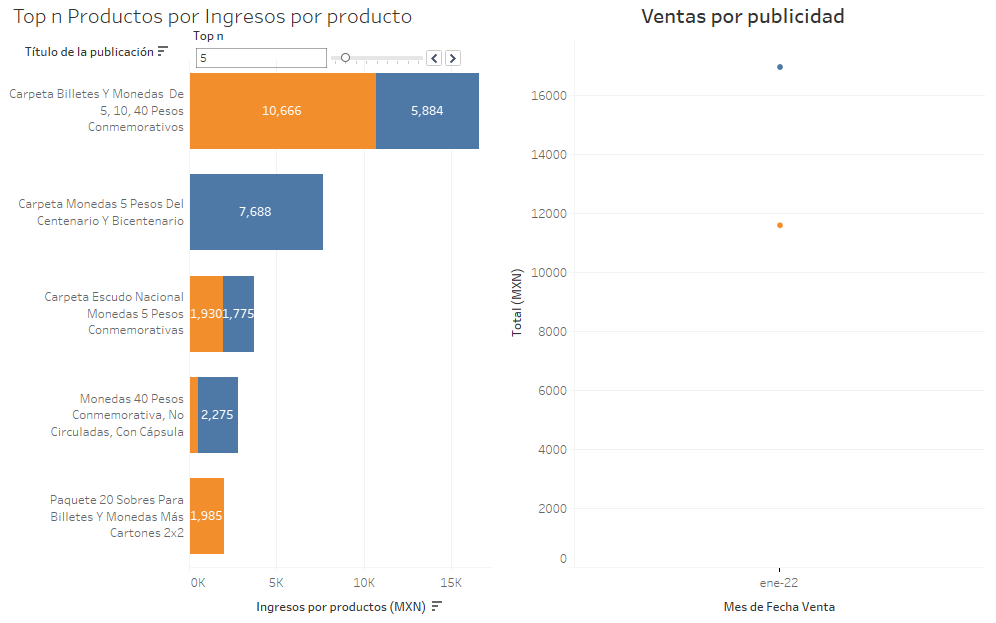 Top n Productos por Ingresos por producto
Top n
Título de la publicación
5
Carpeta Billetes Y Monedas De
5, 10, 40 Pesos
Conmemorativos
10,666
5,884
Carpeta Monedas 5 Pesos Del
Centenario Y Bicentenario
7,688
Carpeta Escudo Nacional
Monedas 5 Pesos
Conmemorativas
1,930
1,775
Monedas 40 Pesos
Conmemorativa, No
Circuladas, Con Cápsula
2,275
Paquete 20 Sobres Para
Billetes Y Monedas Más
Cartones 2x2
1,985
0K
5K
10K
15K
Ingresos por productos (MXN)
Ventas por publicidad
16000
14000
12000
10000
8000
6000
4000
2000
0
Total (MXN)
ene-22
Mes de Fecha Venta